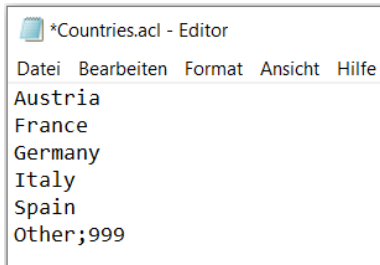 *Countries.acl - Editor
Datei Bearbeiten Format Ansicht Hilfe
Austria
France
Germany
Italy
Spain
Other;999